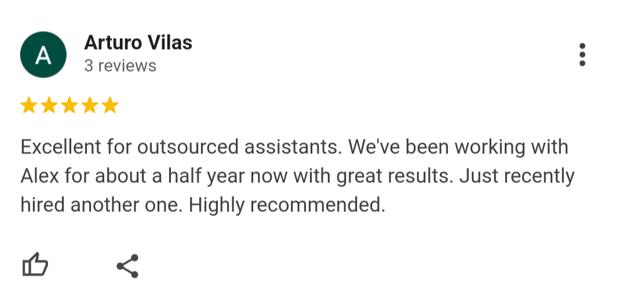 A
Arturo Vilas
3 reviews
Excellent for outsourced assistants. We've been working with
Alex for about a half year now with great results. Just recently
hired another one. Highly recommended.